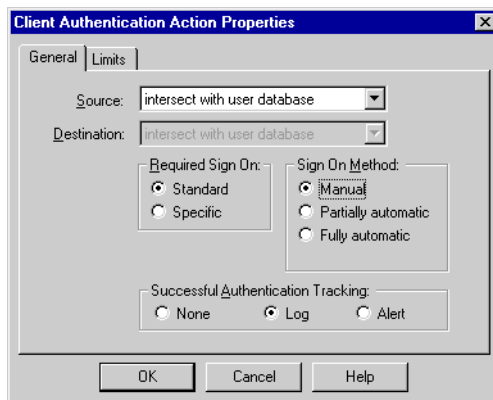 Client Authentication Action Properties
General Limits
Source: intersect with user database
Destination: intersect with user database
Required Sign On: Sign On Method:
Standard Manual
Specific Partially automatic
Fully automatic
Successful Authentication Tracking:
None Log Alert
OK Cancel Help